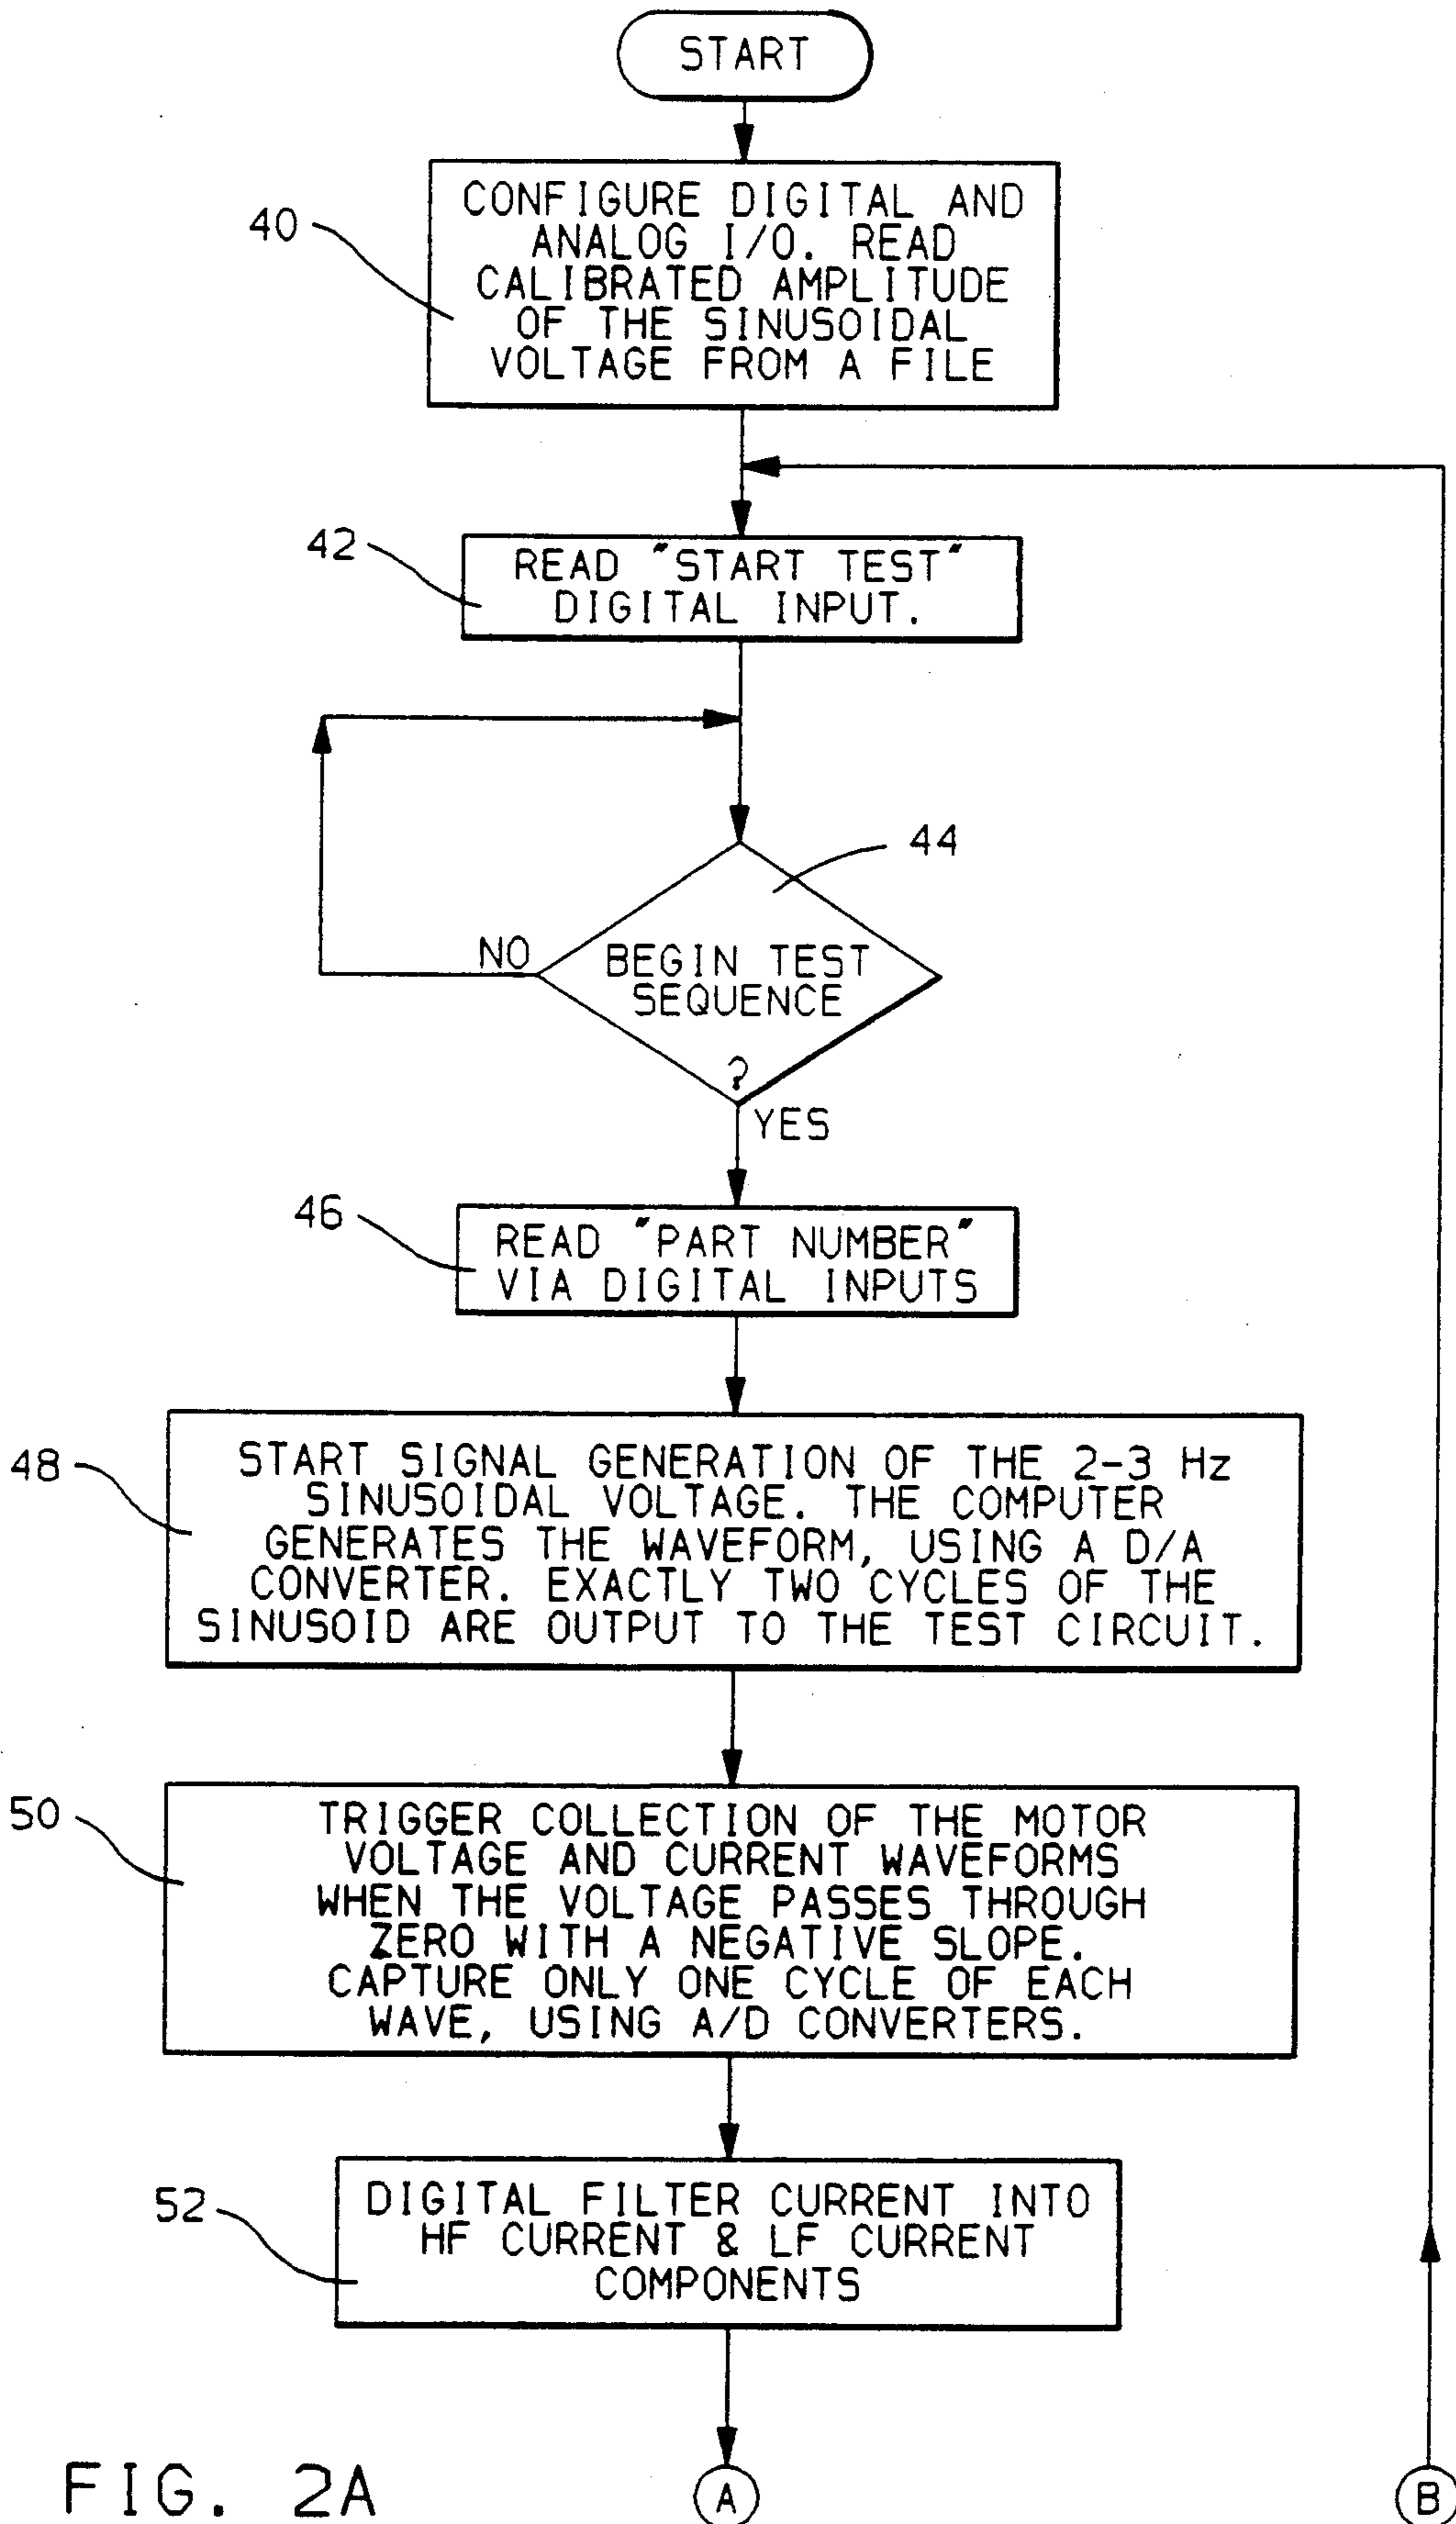 START
40
CONFIGURE DIGITAL AND
ANALOG I/O. READ
CALIBRATED AMPLITUDE
OF THE SINUSOIDAL
VOLTAGE FROM A FILE
42
READ "START TEST"
DIGITAL INPUT.
44
NO
BEGIN TEST
SEQUENCE
?
YES
46
READ "PART NUMBER"
VIA DIGITAL INPUTS
48
START SIGNAL GENERATION OF THE 2-3 Hz
SINUSOIDAL VOLTAGE. THE COMPUTER
GENERATES THE WAVEFORM, USING A D/A
CONVERTER. EXACTLY TWO CYCLES OF THE
SINUSOID ARE OUTPUT TO THE TEST CIRCUIT.
50
TRIGGER COLLECTION OF THE MOTOR
VOLTAGE AND CURRENT WAVEFORMS
WHEN THE VOLTAGE PASSES THROUGH
ZERO WITH A NEGATIVE SLOPE.
CAPTURE ONLY ONE CYCLE OF EACH
WAVE, USING A/D CONVERTERS.
52
DIGITAL FILTER CURRENT INTO
HF CURRENT & LF CURRENT
COMPONENTS
FIG. 2A
A
B